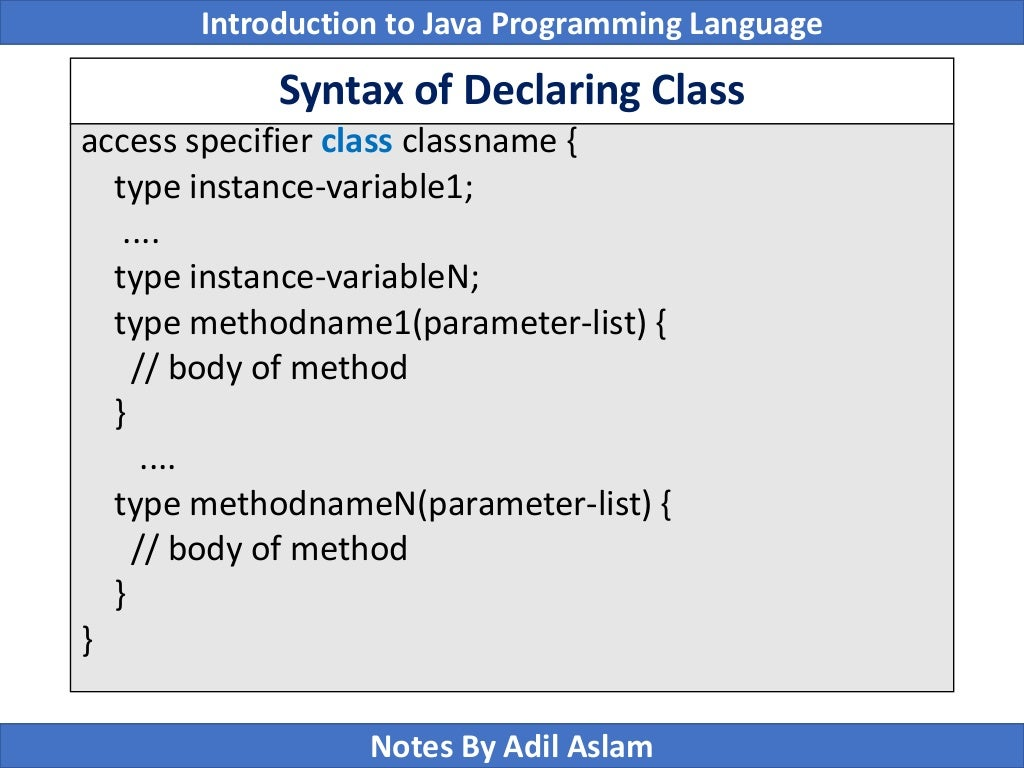 Introduction to Java Programming Language
Syntax of Declaring Class
access specifier class classname {
type instance-variable1;
....
type instance-variableN;
type methodname1(parameter-list) {
// body of method
}
....
type methodnameN(parameter-list) {
// body of method
}
}
Notes By Adil Aslam